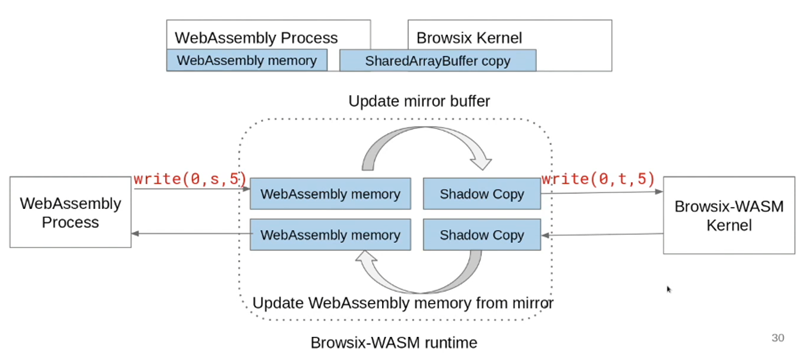 WebAssembly Process
Browsix Kernel
WebAssembly memory
SharedArrayBuffer copy
Update mirror buffer
write(0,s,5)
write(0,t,5)
WebAssembly
Process
WebAssembly memory
Shadow Copy
Browsix-WASM
Kernel
WebAssembly memory
Shadow Copy
Update WebAssembly memory from mirror
Browsix-WASM runtime
30